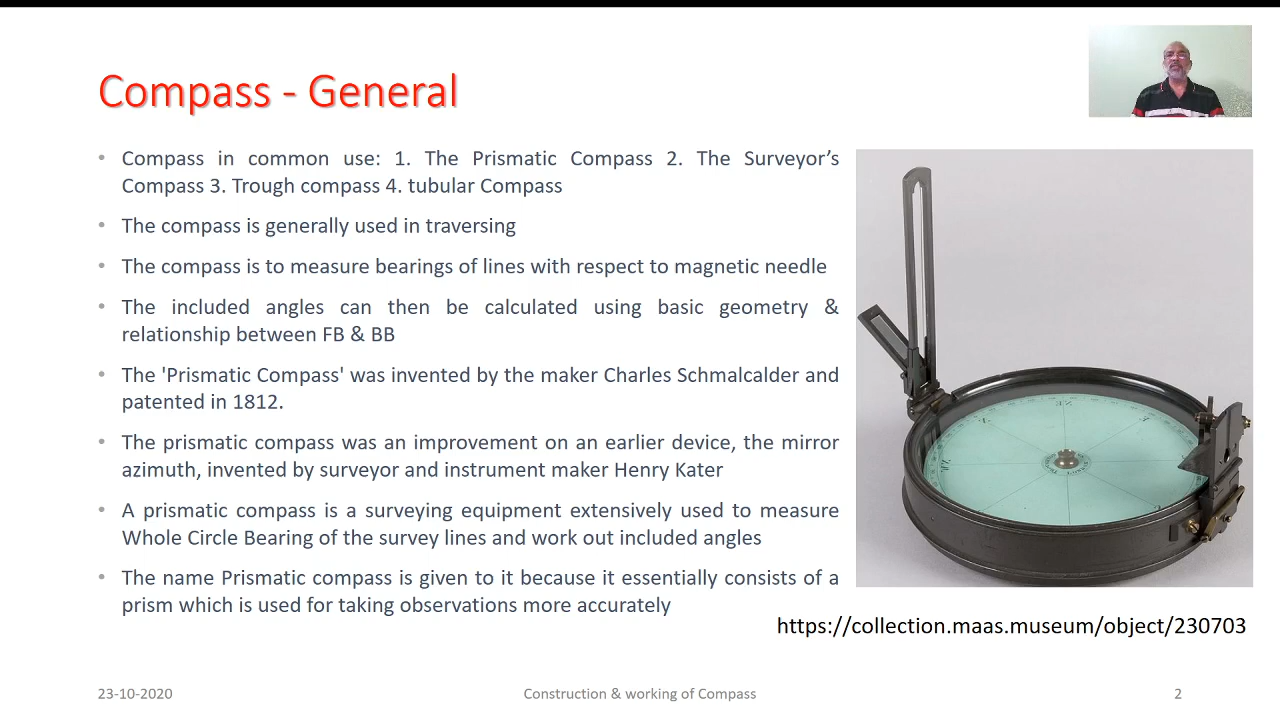 Compass - General
Compass in common use: 1. The Prismatic Compass 2. The Surveyor's
Compass 3. Trough compass 4. tubular Compass
The compass is generally used in traversing
The compass is to measure bearings of lines with respect to magnetic needle
The included angles can then be calculated using basic geometry &
relationship between FB & BB
The 'Prismatic Compass' was invented by the maker Charles Schmalcalder and
patented in 1812.
The prismatic compass was an improvement on an earlier device, the mirror
azimuth, invented by surveyor and instrument maker Henry Kater
A prismatic compass is a surveying equipment extensively used to measure
Whole Circle Bearing of the survey lines and work out included angles
The name Prismatic compass is given to it because it essentially consists of a
prism which is used for taking observations more accurately
https://collection.maas.museum/object/230703
23-10-2020
Construction & working of Compass
2